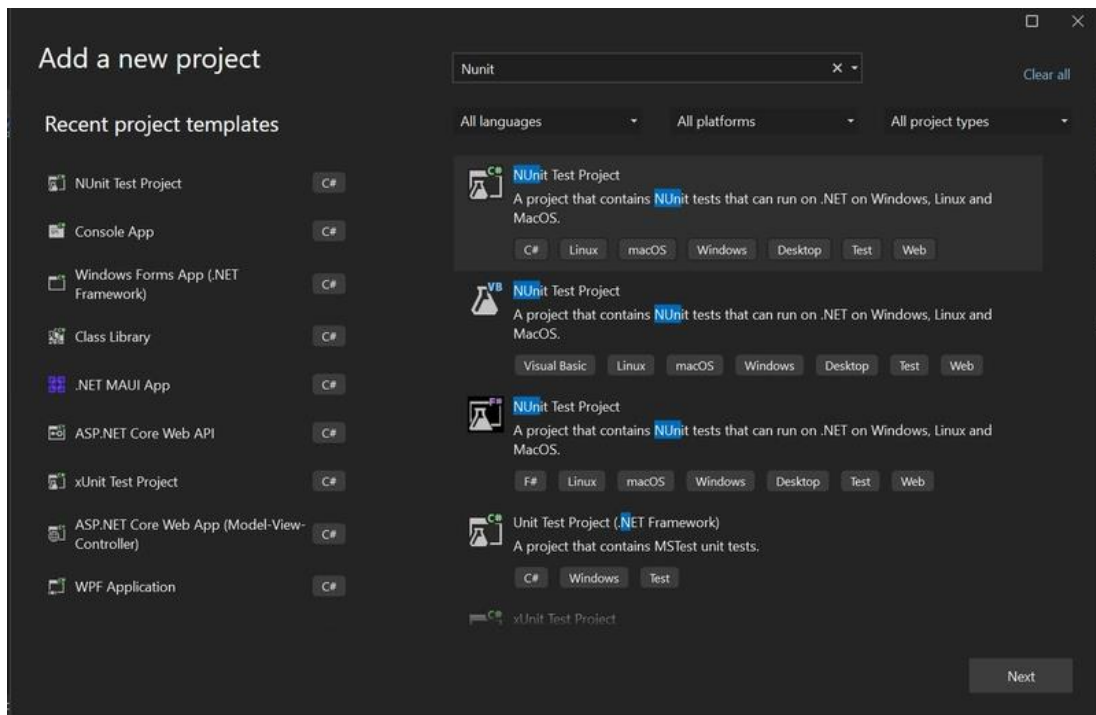 Add a new project
Nunit
Clear all
Recent project templates
All languages
All platforms
All project types
NUnit Test Project
C#
Console App
C#
Windows Forms App (.NET
Framework)
C#
Class Library
C#
.NET MAUI App
C#
ASP.NET Core Web API
C#
xUnit Test Project
C#
ASP.NET Core Web App (Model-View-
Controller)
C#
WPF Application
C#
C#
NUnit Test Project
A project that contains NUnit tests that can run on .NET on Windows, Linux and
MacOS.
C# Linux macOS Windows Desktop Test Web
VB
NUnit Test Project
A project that contains NUnit tests that can run on .NET on Windows, Linux and
MacOS.
Visual Basic Linux macOS Windows Desktop Test Web
F#
NUnit Test Project
A project that contains NUnit tests that can run on .NET on Windows, Linux and
MacOS.
F# Linux macOS Windows Desktop Test Web
C#
Unit Test Project (.NET Framework)
A project that contains MSTest unit tests.
C# Windows Test
C#
xUnit Test Project
Next